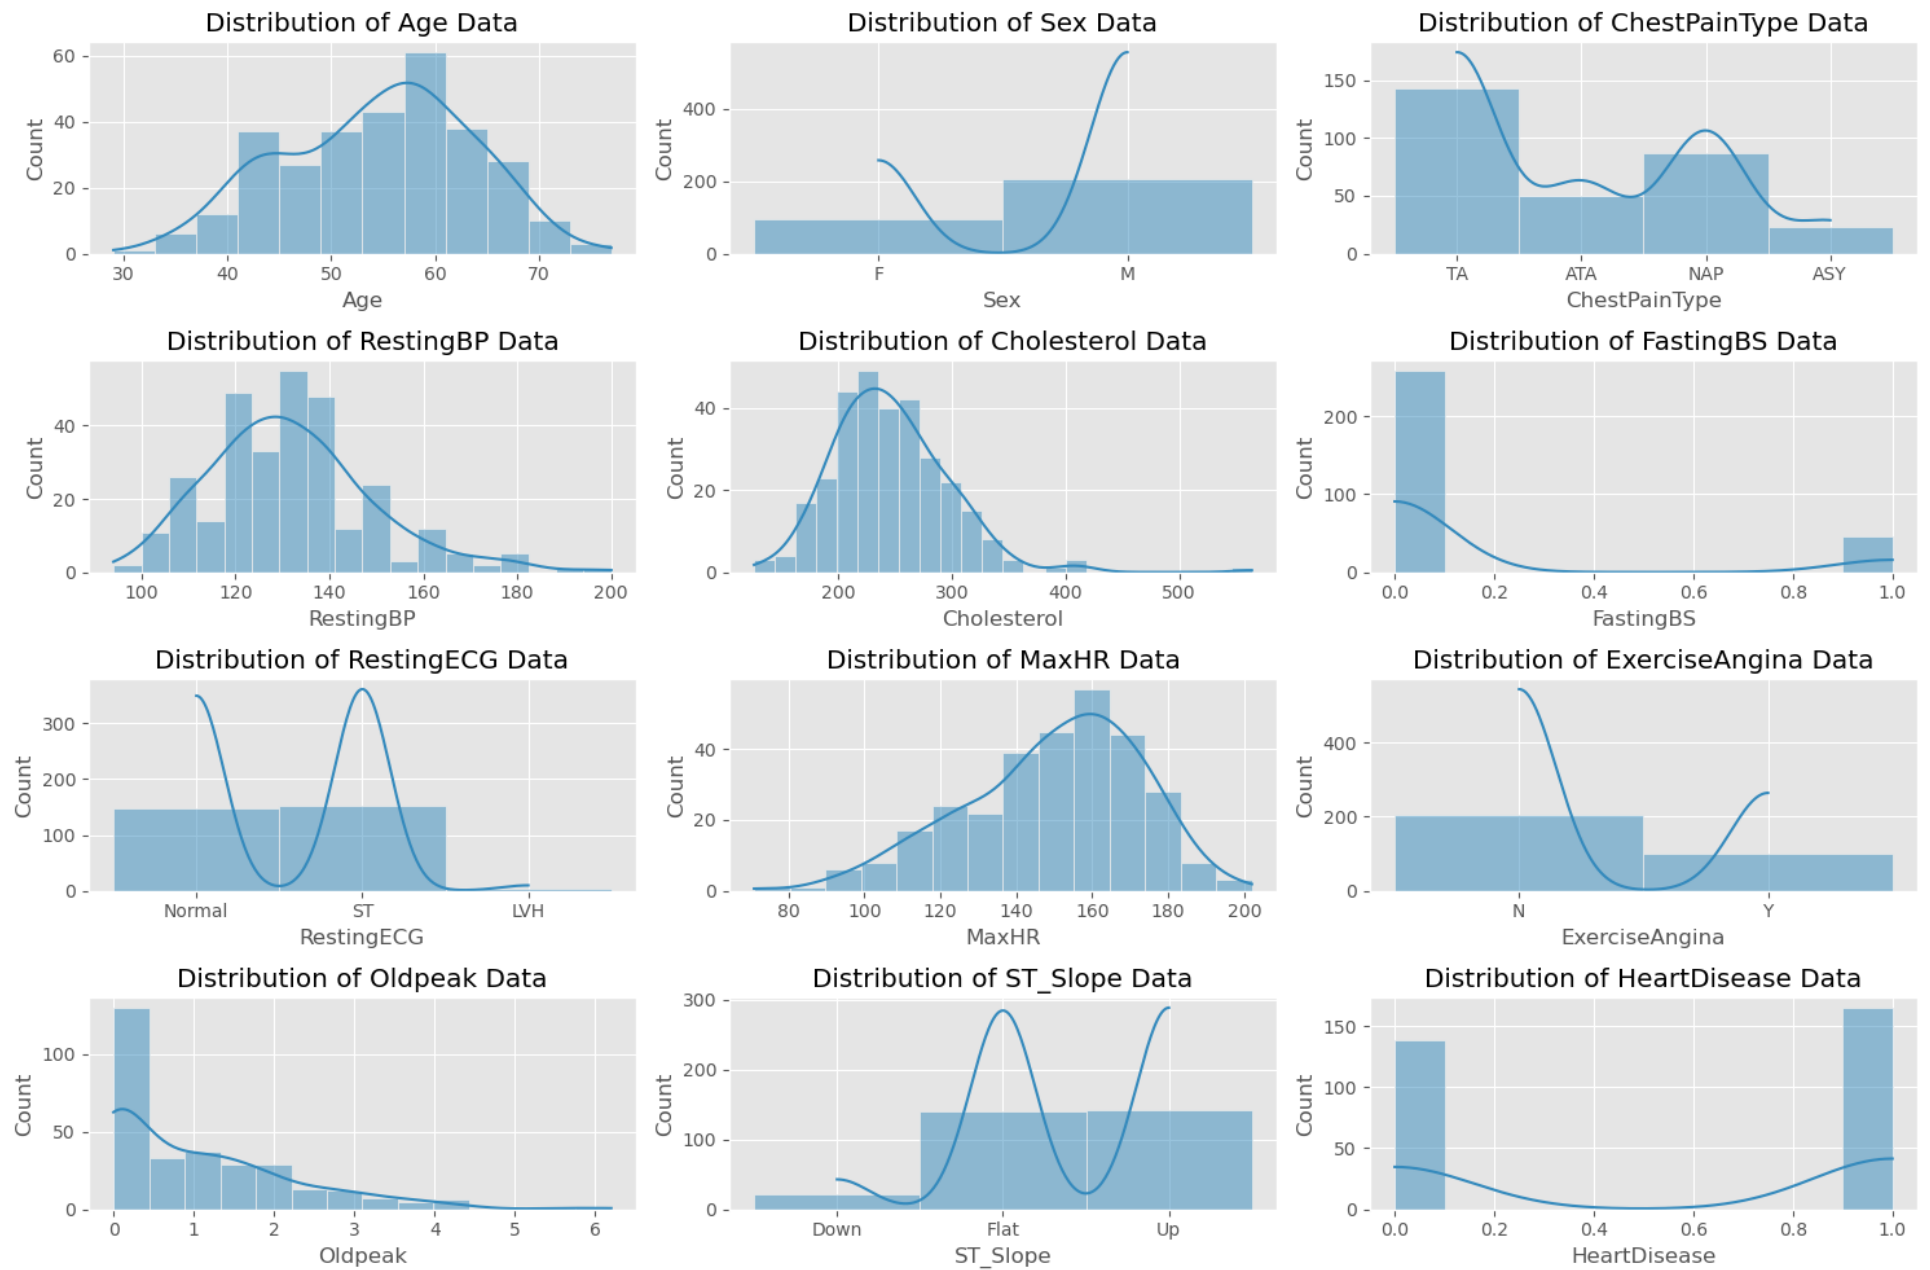 Distribution of Age Data
60
40
20
0
Count
30 40 50 60 70
Age
Distribution of Sex Data
400
200
0
Count
F M
Sex
Distribution of ChestPainType Data
150
100
50
0
Count
TA ATA NAP ASY
ChestPainType
Distribution of RestingBP Data
40
20
0
Count
100 120 140 160 180 200
RestingBP
Distribution of Cholesterol Data
40
20
0
Count
200 300 400 500
Cholesterol
Distribution of FastingBS Data
200
100
0
Count
0.0 0.2 0.4 0.6 0.8 1.0
FastingBS
Distribution of RestingECG Data
300
200
100
0
Count
Normal ST LVH
RestingECG
Distribution of MaxHR Data
40
20
0
Count
80 100 120 140 160 180 200
MaxHR
Distribution of ExerciseAngina Data
400
200
0
Count
N Y
ExerciseAngina
Distribution of Oldpeak Data
100
50
0
Count
0 1 2 3 4 5 6
Oldpeak
Distribution of ST_Slope Data
300
200
100
0
Count
Down Flat Up
ST_Slope
Distribution of HeartDisease Data
150
100
50
0
Count
0.0 0.2 0.4 0.6 0.8 1.0
HeartDisease